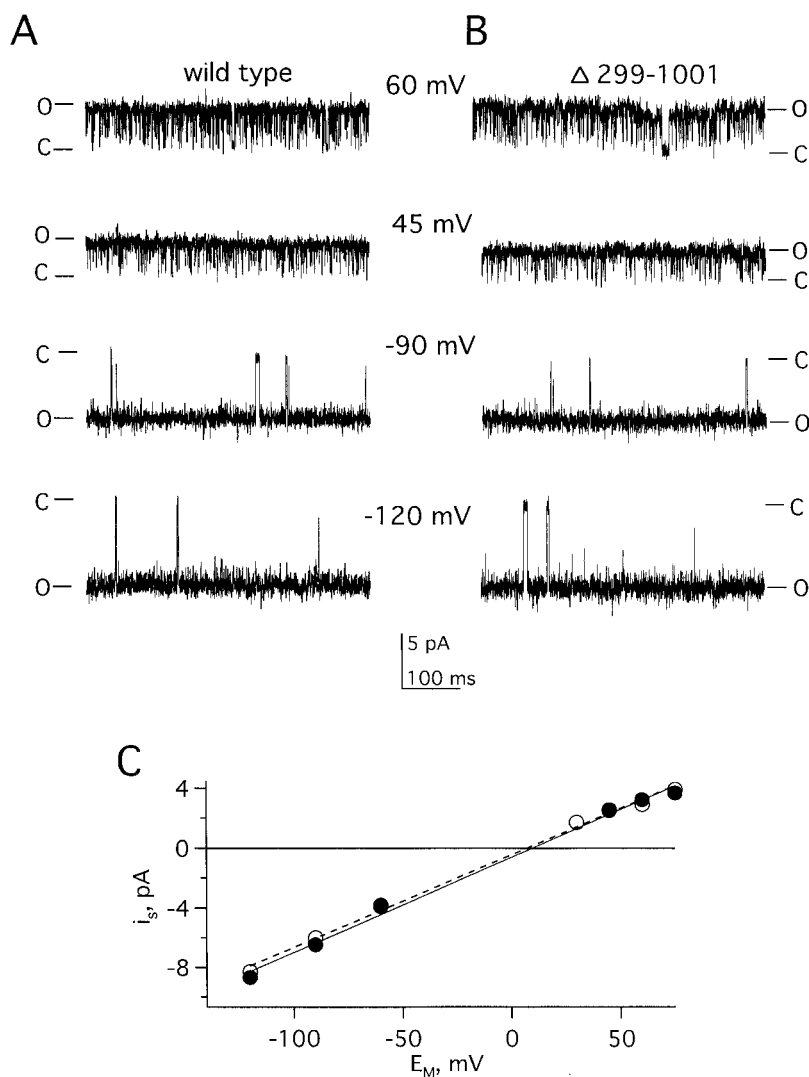 A
B
wild type
Δ 299-1001
60 mV
O
C
O
C
45 mV
O
C
O
C
-90 mV
C
O
C
O
-120 mV
C
O
C
O
5 pA
100 ms
C
4
0
-4
-8
i_s, pA
-100
-50
0
50
E_M, mV